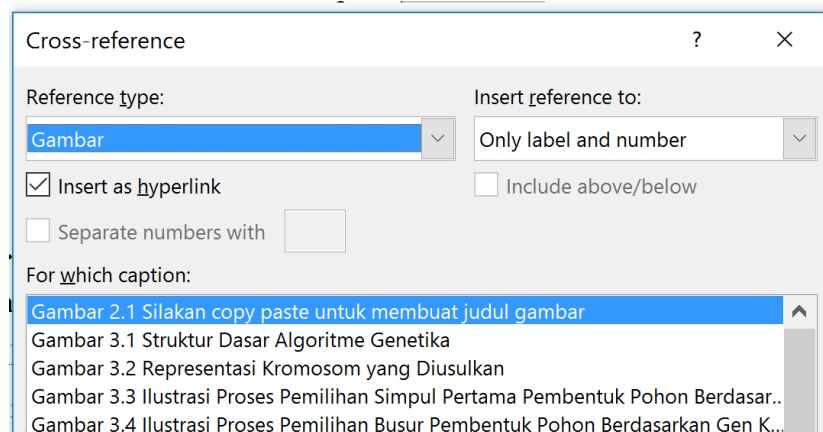 Cross-reference ? ×
Reference type: Insert reference to:
Gambar Only label and number
Insert as hyperlink Include above/below
Separate numbers with
For which caption:
Gambar 2.1 Silakan copy paste untuk membuat judul gambar
Gambar 3.1 Struktur Dasar Algoritme Genetika
Gambar 3.2 Representasi Kromosom yang Diusulkan
Gambar 3.3 Ilustrasi Proses Pemilihan Simpul Pertama Pembentuk Pohon Berdasar...
Gambar 3.4 Ilustrasi Proses Pemilihan Busur Pembentuk Pohon Berdasarkan Gen K...